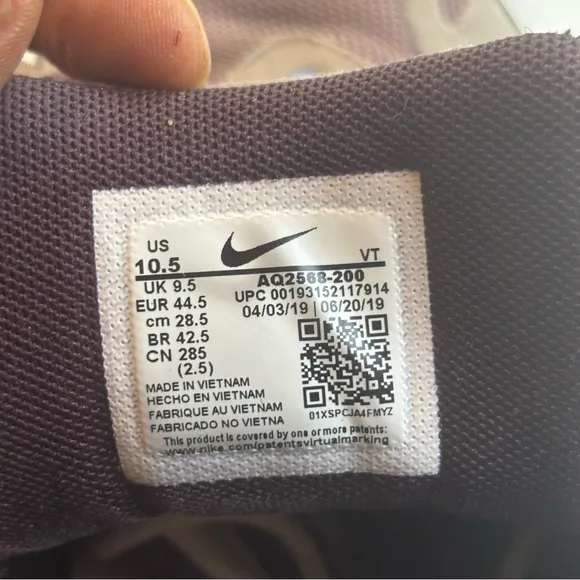 US
10.5 VT
UK 9.5 AQ2568-200
EUR 44.5 UPC 00193152117914
cm 28.5 04/03/19 | 06/20/19
BR 42.5
CN 285
(2.5)
MADE IN VIETNAM
HECHO EN VIETNAM
FABRIQUE AU VIETNAM 01XSPCJA4FMYZ
FABRICADO NO VIETNA
This product is covered by one or more patents:
www.nike.com/patentsvirtualmarking